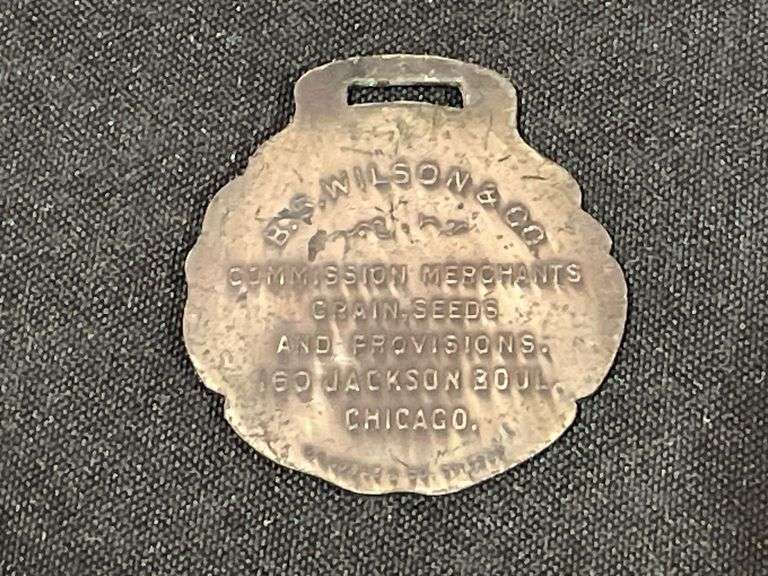 B.S. WILSON & CO.
COMMISSION MERCHANTS
GRAIN, SEEDS
AND PROVISIONS.
160 JACKSON BOUL.
CHICAGO.